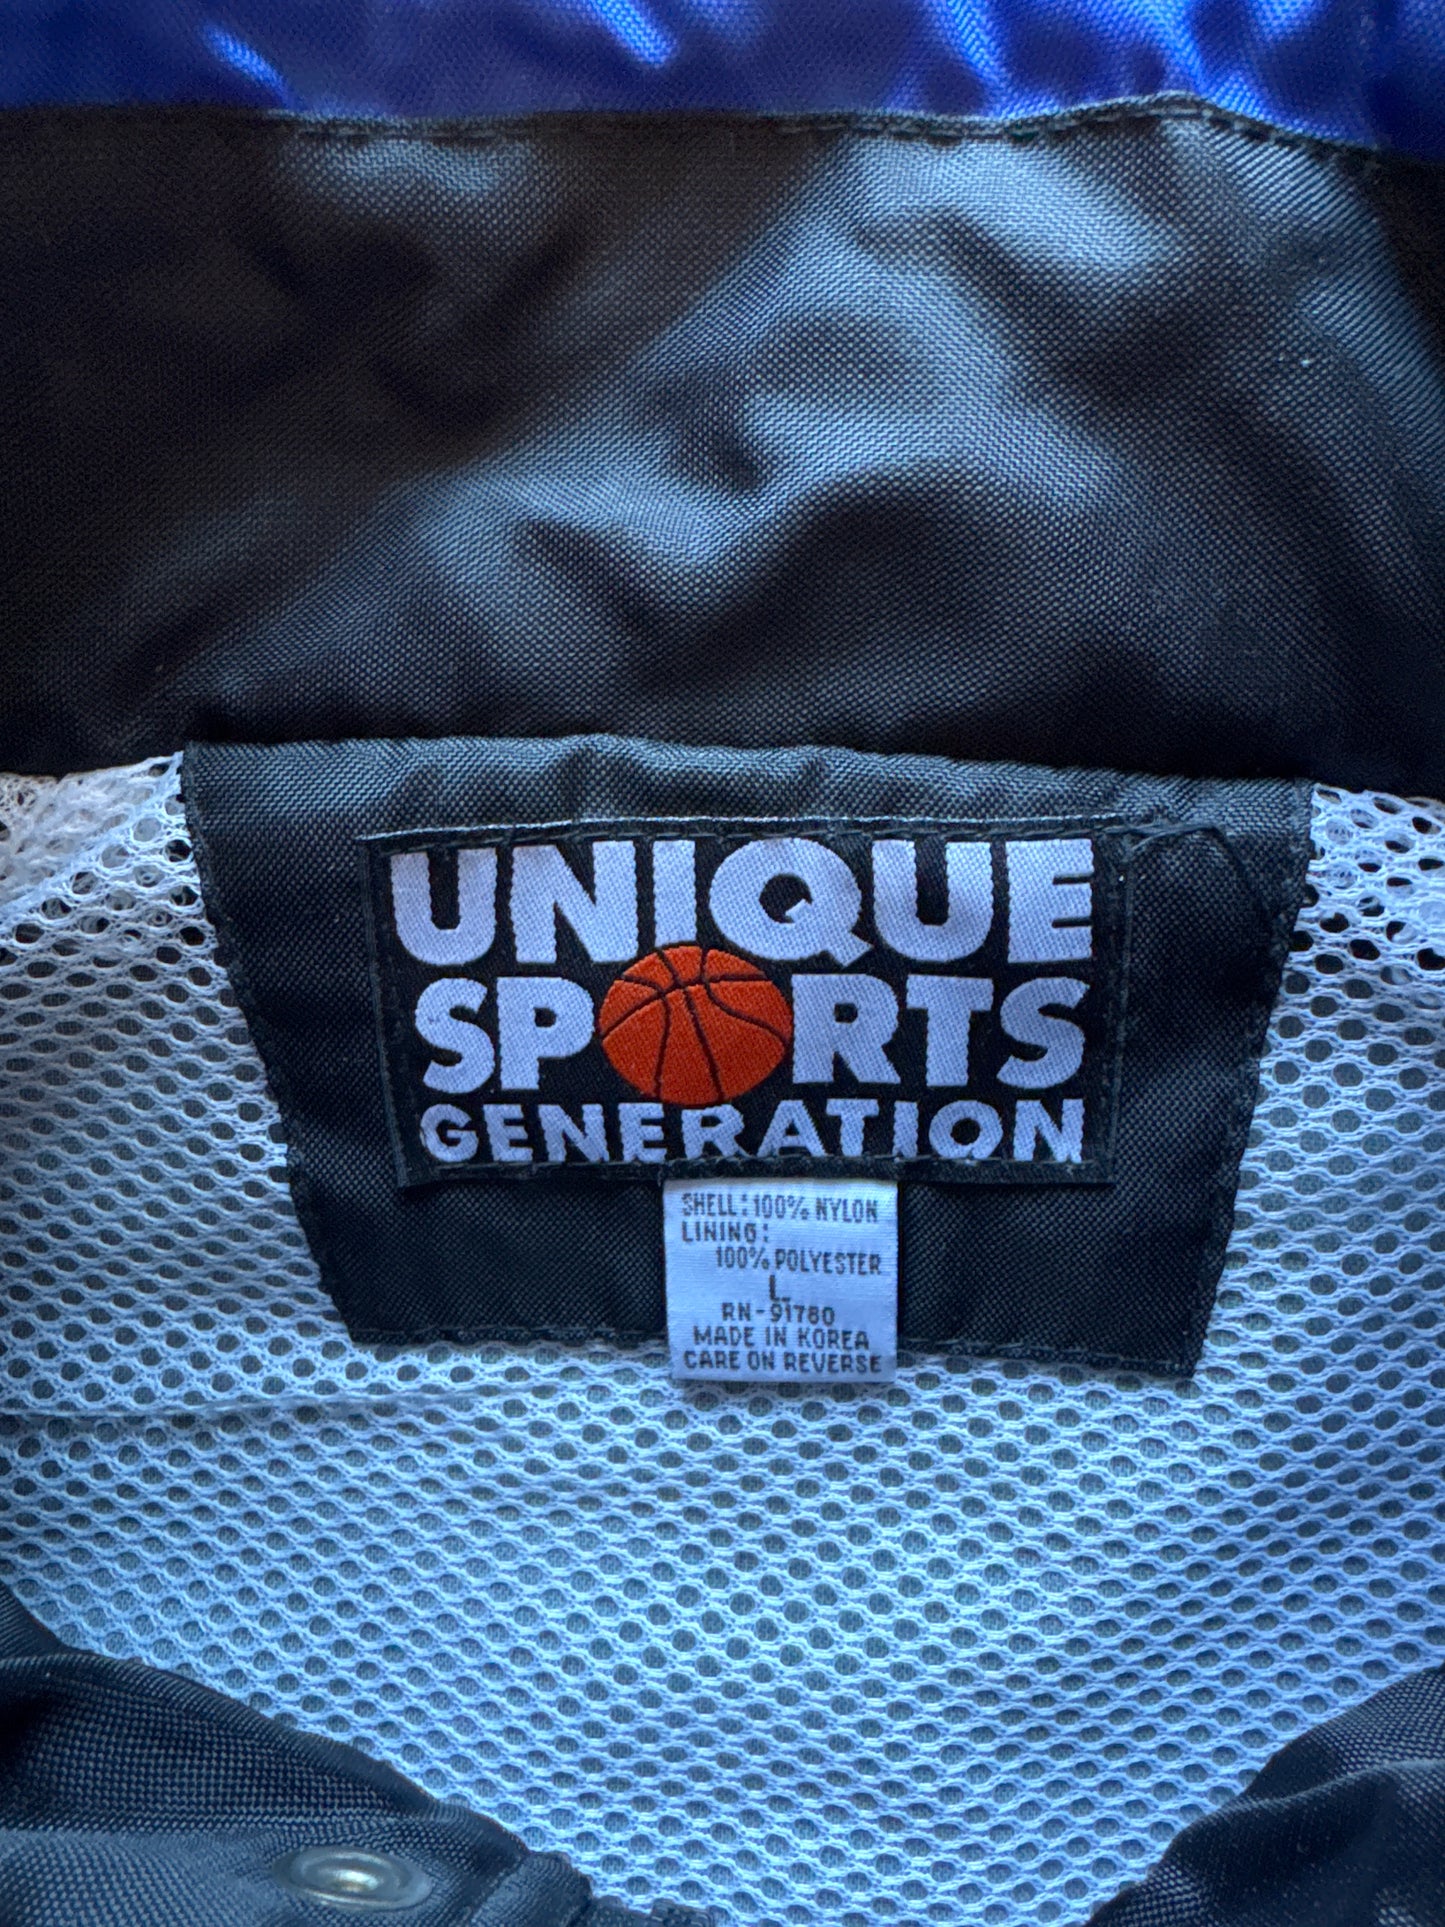 UNIQUE
SPORTS
GENERATION
SHELL: 100% NYLON
LINING:
100% POLYESTER
L
RN-91780
MADE IN KOREA
CARE ON REVERSE